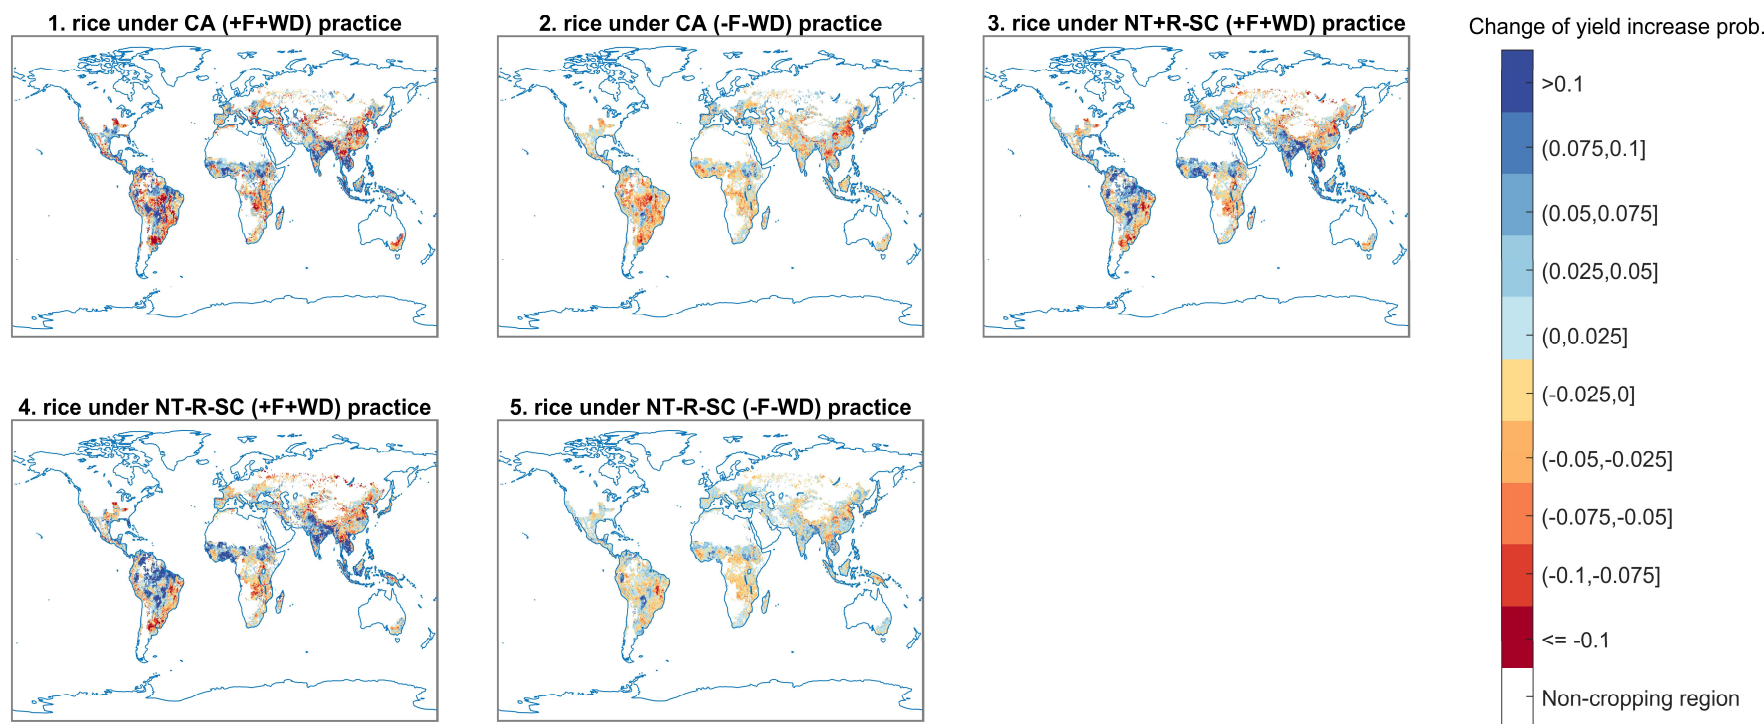 1. rice under CA (+F+WD) practice
2. rice under CA (-F-WD) practice
3. rice under NT+R-SC (+F+WD) practice
Change of yield increase prob.
>0.1
(0.075,0.1]
(0.05,0.075]
(0.025,0.05]
(0,0.025]
(-0.025,0]
(-0.05,-0.025]
(-0.075,-0.05]
(-0.1,-0.075]
<= -0.1
Non-cropping region
4. rice under NT-R-SC (+F+WD) practice
5. rice under NT-R-SC (-F-WD) practice